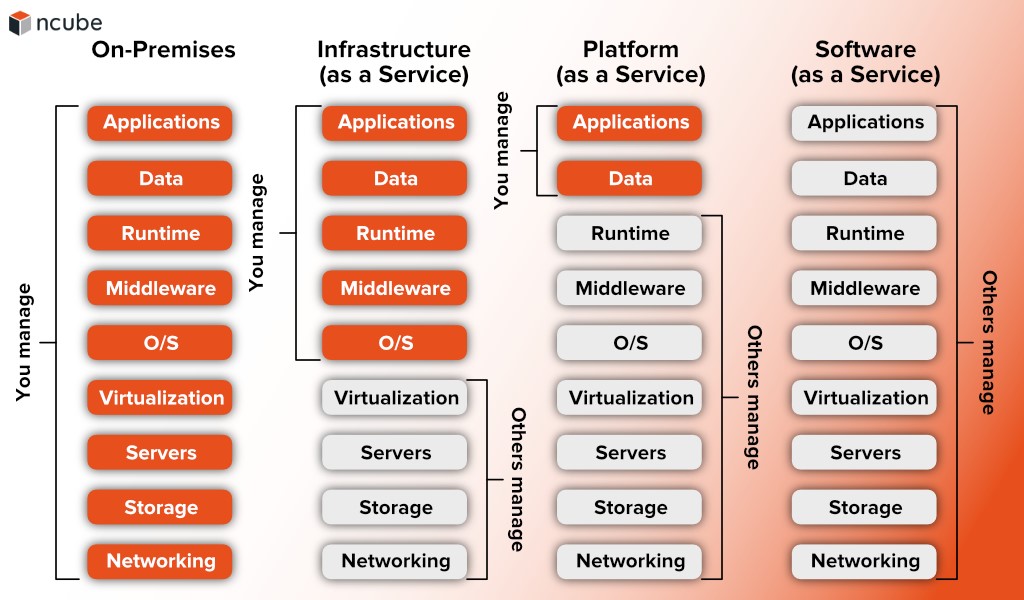 ncube
On-Premises
You manage
Applications
Data
Runtime
Middleware
O/S
Virtualization
Servers
Storage
Networking
Infrastructure
(as a Service)
You manage
Applications
Data
Runtime
Middleware
O/S
Virtualization
Servers
Storage
Networking
Others manage
Platform
(as a Service)
You manage
Applications
Data
Runtime
Middleware
O/S
Virtualization
Servers
Storage
Networking
Others manage
Software
(as a Service)
Applications
Data
Runtime
Middleware
O/S
Virtualization
Servers
Storage
Networking
Others manage